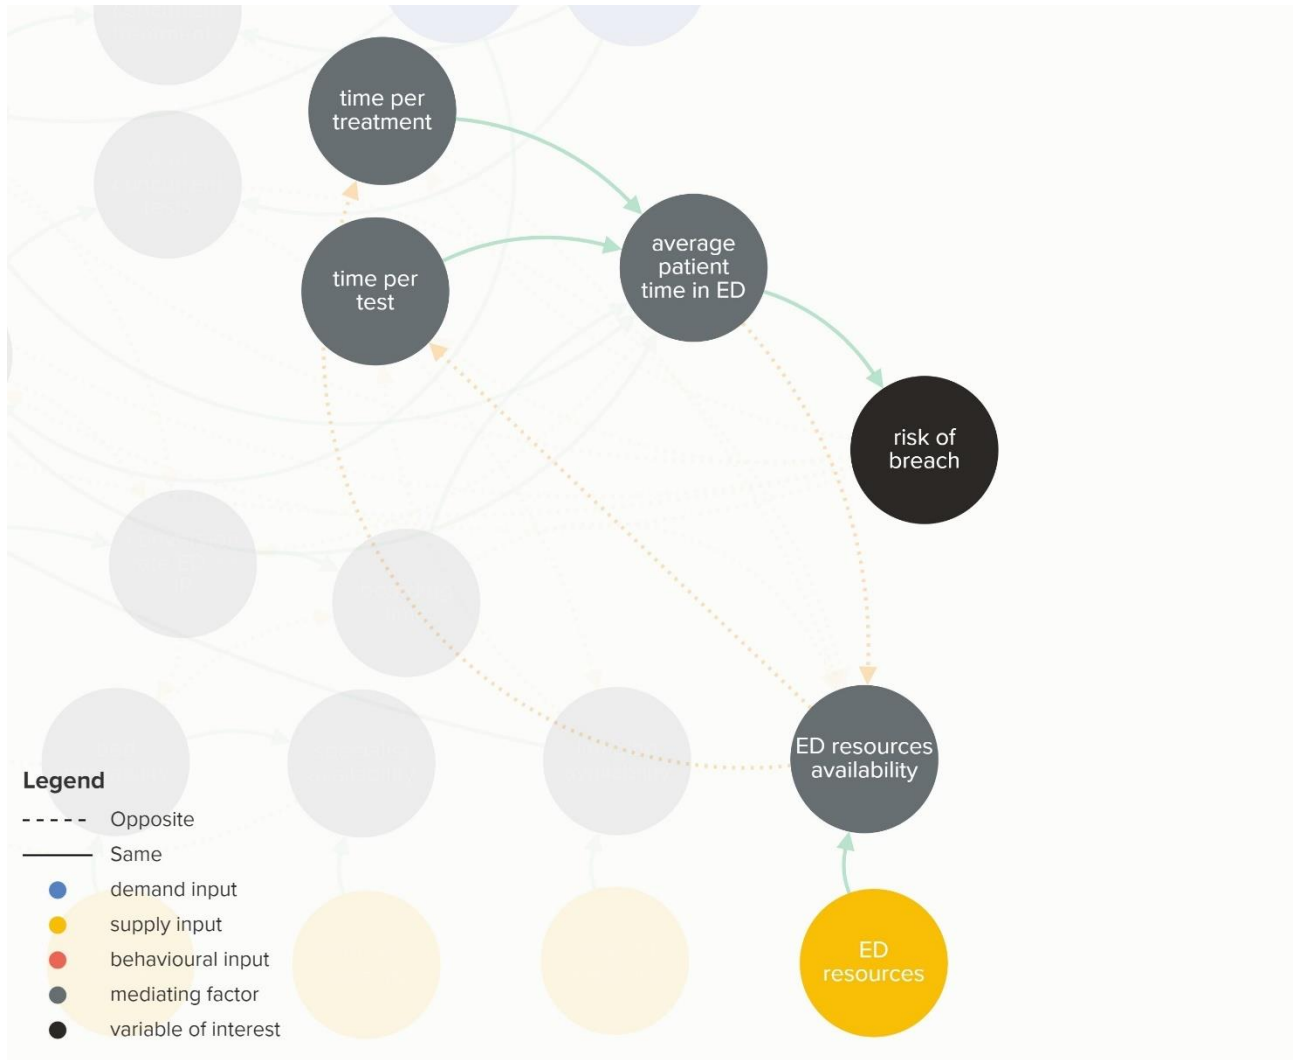 time per
treatment
time per
test
average
patient
time in ED
risk of
breach
ED resources
availability
ED
resources
Legend
Opposite
Same
demand input
supply input
behavioural input
mediating factor
variable of interest